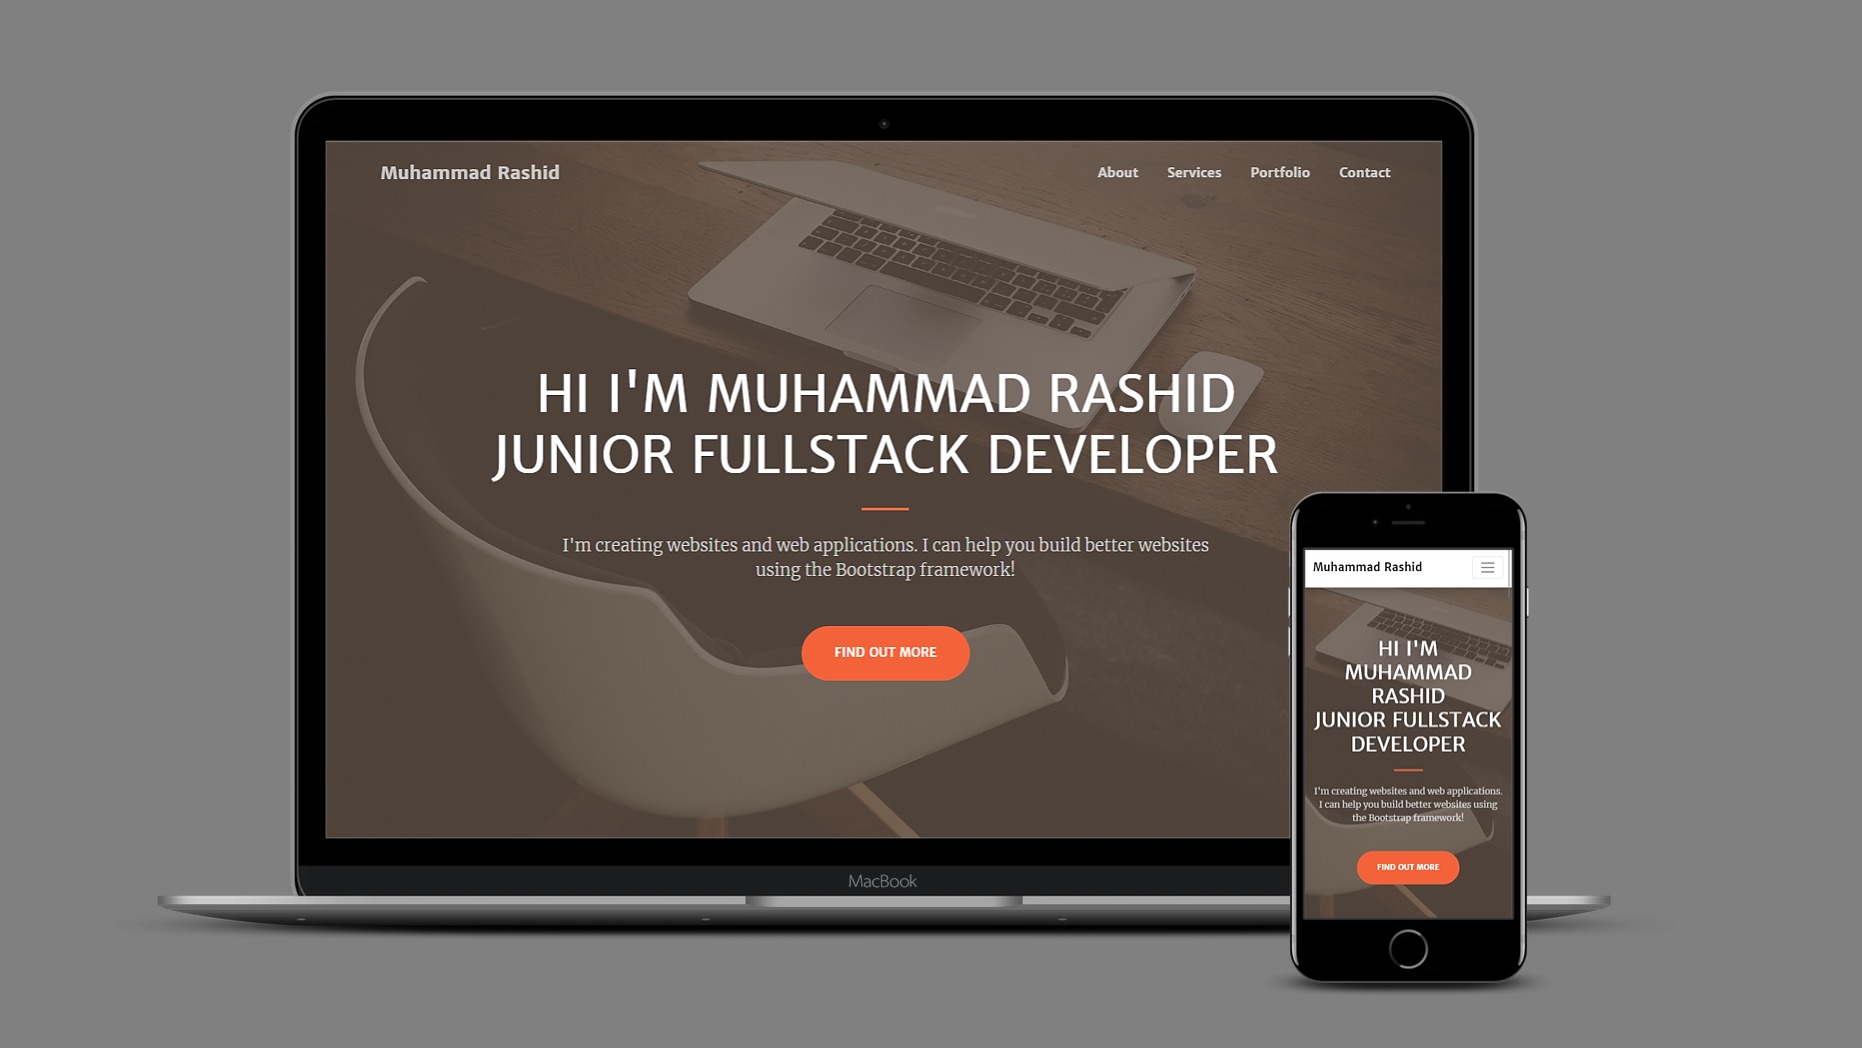 Muhammad Rashid
About Services Portfolio Contact
HI I'M MUHAMMAD RASHID
JUNIOR FULLSTACK DEVELOPER
I'm creating websites and web applications. I can help you build better websites
using the Bootstrap framework!
FIND OUT MORE
MacBook
Muhammad Rashid
HI I'M
MUHAMMAD
RASHID
JUNIOR FULLSTACK
DEVELOPER
I'm creating websites and web applications.
I can help you build better websites using
the Bootstrap framework!
FIND OUT MORE